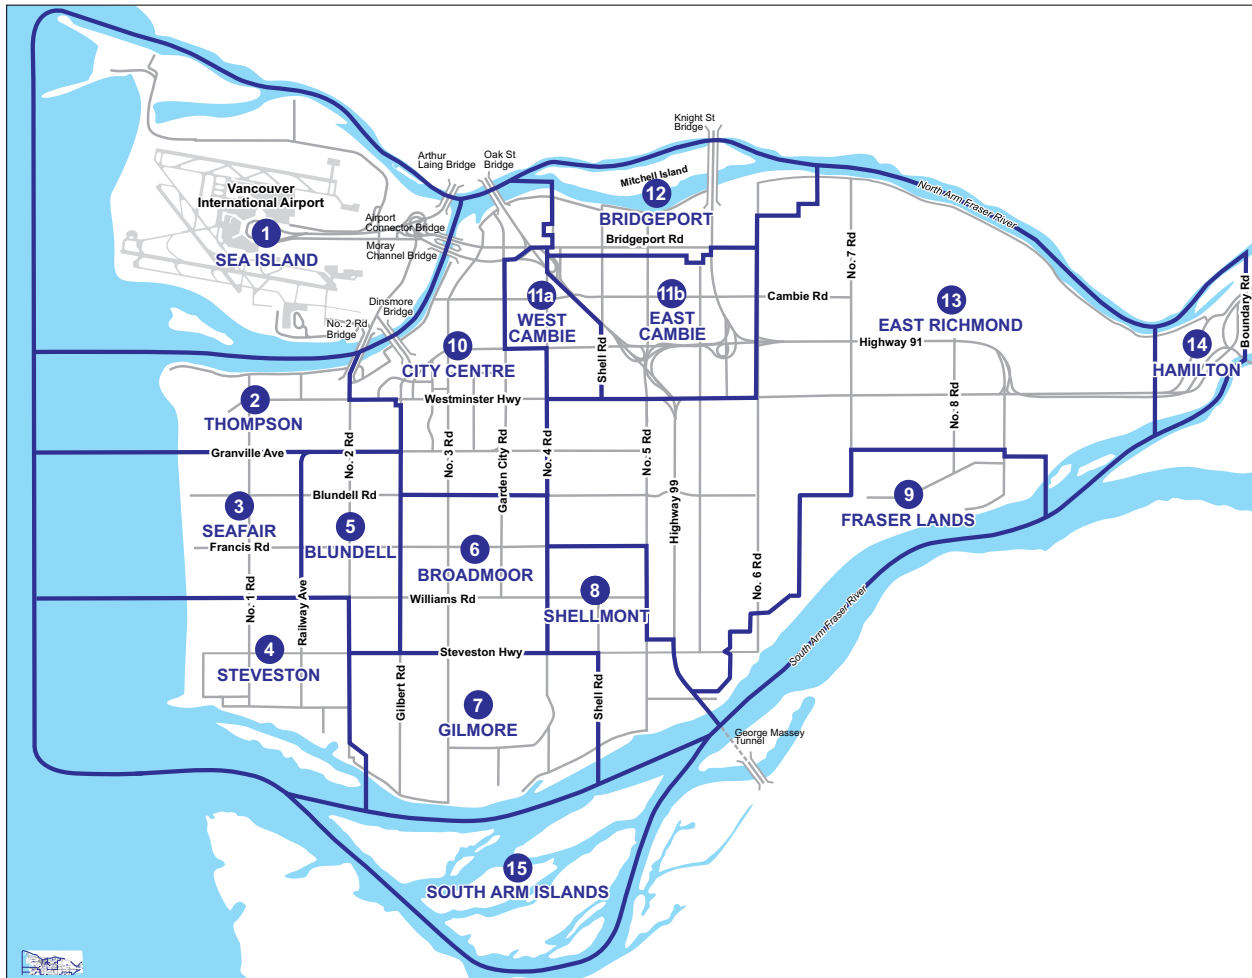 Knight St
Bridge
Arthur
Laing Bridge
Oak St
Bridge
Mitchell Island
12
BRIDGEPORT
Bridgeport Rd
North Arm Fraser River
Vancouver
International Airport
1
SEA ISLAND
Airport
Connector Bridge
Moray
Channel Bridge
Dinsmore
Bridge
No. 2 Rd
Bridge
No. 7 Rd
Boundary Rd
11a
WEST
CAMBIE
11b
EAST
CAMBIE
Cambie Rd
13
EAST RICHMOND
Highway 91
14
HAMILTON
10
CITY CENTRE
Shell Rd
Westminster Hwy
2
THOMPSON
Granville Ave
No. 2 Rd
No. 3 Rd
Garden City Rd
No. 4 Rd
No. 5 Rd
Highway 99
No. 8 Rd
Blundell Rd
3
SEAFAIR
Francis Rd
5
BLUNDELL
6
BROADMOOR
9
FRASER LANDS
No. 1 Rd
Railway Ave
Williams Rd
8
SHELLMONT
No. 6 Rd
South Arm Fraser River
4
STEVESTON
Steveston Hwy
Gilbert Rd
7
GILMORE
Shell Rd
George Massey
Tunnel
15
SOUTH ARM ISLANDS